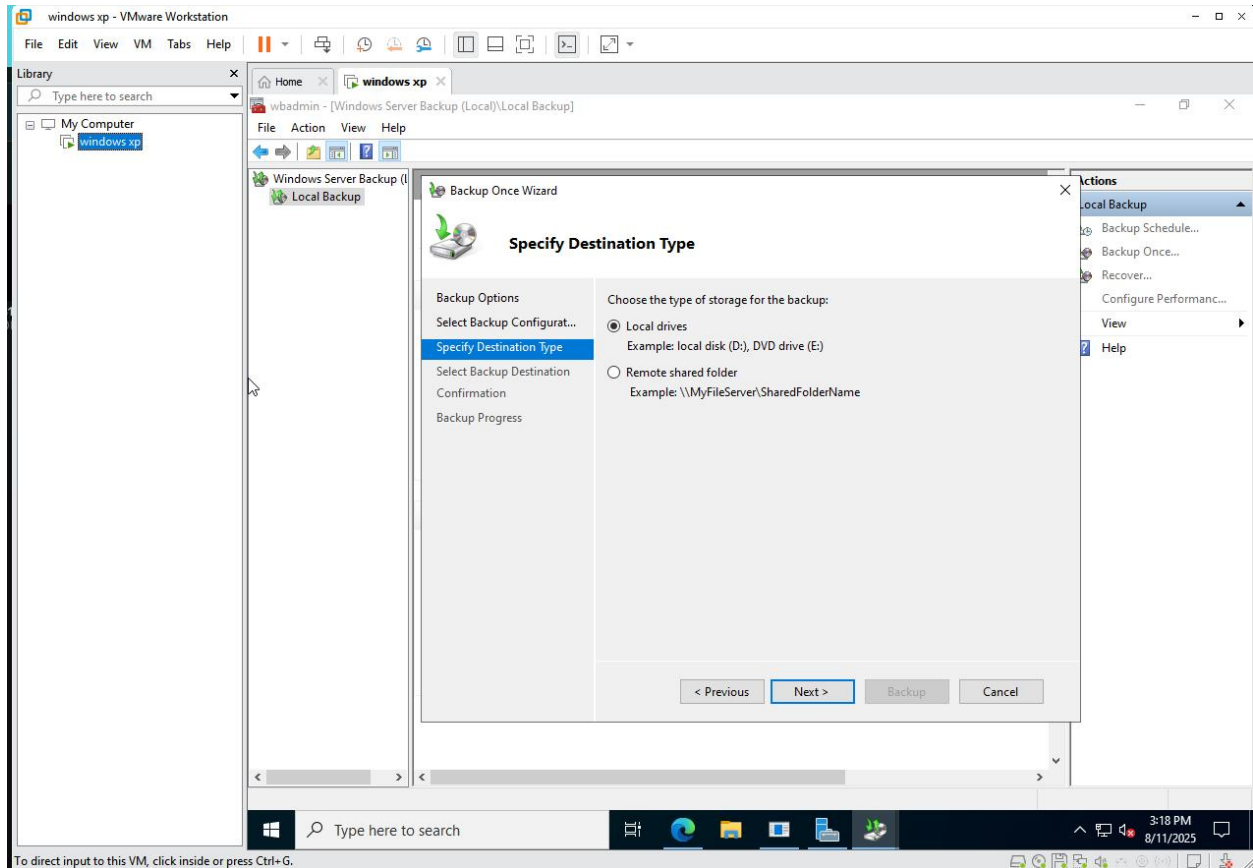 windows xp - VMware Workstation
File Edit View VM Tabs Help
Library
Type here to search
My Computer
windows xp
Home
windows xp
wbadmin - [Windows Server Backup (Local)\Local Backup]
File Action View Help
Windows Server Backup (L
Local Backup
Backup Once Wizard
Specify Destination Type
Backup Options
Select Backup Configurat...
Specify Destination Type
Select Backup Destination
Confirmation
Backup Progress
Choose the type of storage for the backup:
Local drives
Example: local disk (D:), DVD drive (E:)
Remote shared folder
Example: \\MyFileServer\SharedFolderName
< Previous Next > Backup Cancel
Actions
Local Backup
Backup Schedule...
Backup Once...
Recover...
Configure Performanc...
View
Help
Type here to search
3:18 PM
8/11/2025
To direct input to this VM, click inside or press Ctrl+G.